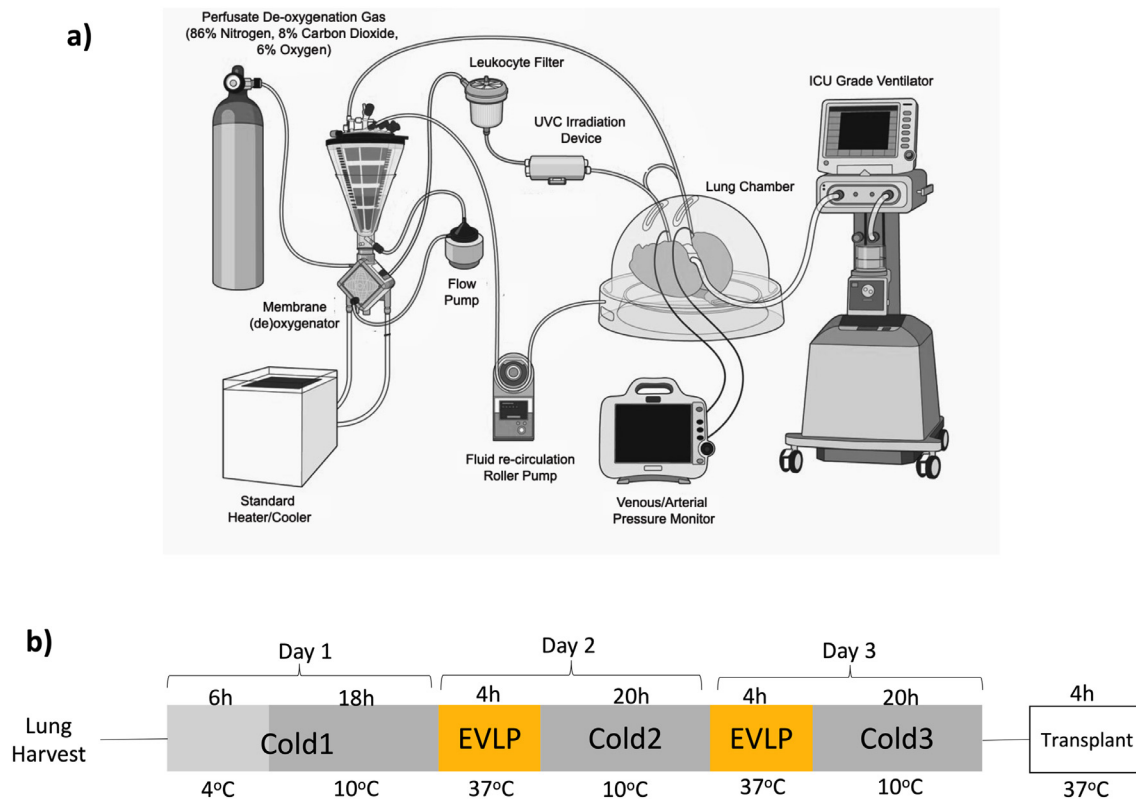 a)
Perfusate De-oxygenation Gas
(86% Nitrogen, 8% Carbon Dioxide,
6% Oxygen)
Leukocyte Filter
ICU Grade Ventilator
UVC Irradiation
Device
Lung Chamber
Flow
Pump
Membrane
(de)oxygenator
Fluid re-circulation
Roller Pump
Standard
Heater/Cooler
Venous/Arterial
Pressure Monitor
b)
Day 1
Day 2
Day 3
6h
18h
4h
20h
4h
20h
4h
Lung
Harvest
Cold1
EVLP
Cold2
EVLP
Cold3
Transplant
4°C
10°C
37°C
10°C
37°C
10°C
37°C